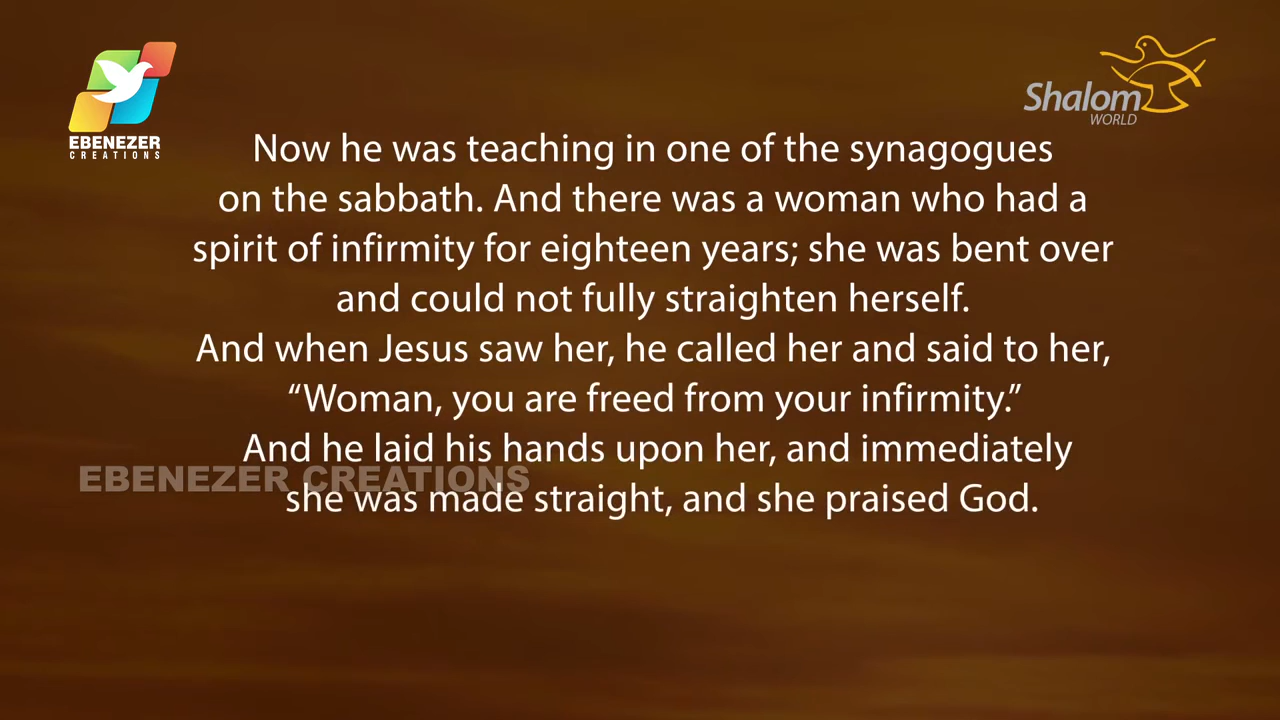 EBENEZER
CREATIONS
Shalom
WORLD
Now he was teaching in one of the synagogues
on the sabbath. And there was a woman who had a
spirit of infirmity for eighteen years; she was bent over
and could not fully straighten herself.
And when Jesus saw her, he called her and said to her,
“Woman, you are freed from your infirmity.”
And he laid his hands upon her, and immediately
EBENEZER CREATIONS
she was made straight, and she praised God.